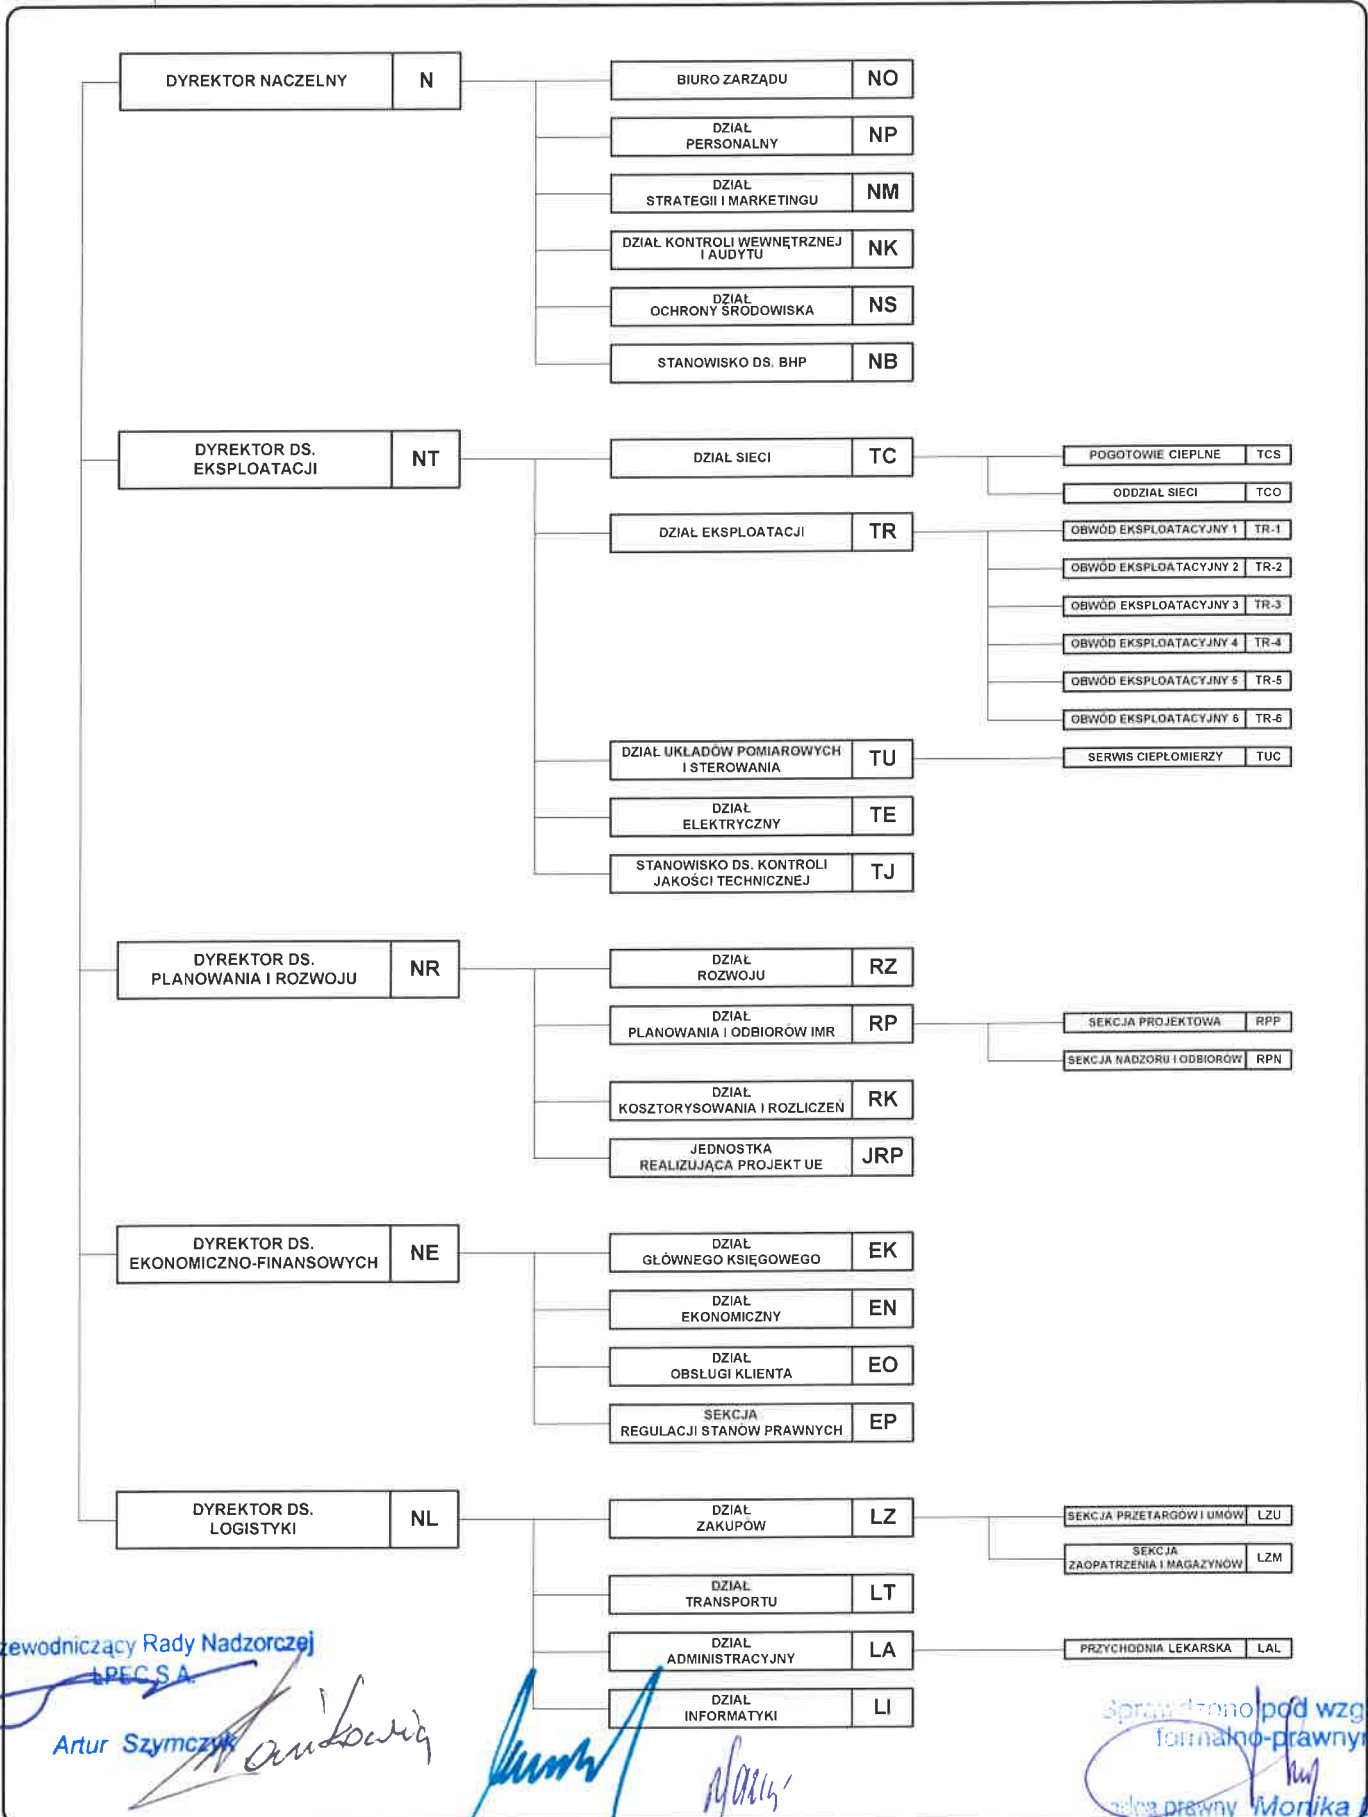 DYREKTOR NACZELNY N
BIURO ZARZĄDU NO
DZIAŁ
PERSONALNY NP
DZIAŁ
STRATEGII I MARKETINGU NM
DZIAŁ KONTROLI WEWNĘTRZNEJ
I AUDYTU NK
DZIAŁ
OCHRONY ŚRODOWISKA NS
STANOWISKO DS. BHP NB
DYREKTOR DS.
EKSPLOATACJI NT
DZIAŁ SIECI TC
POGOTOWIE CIEPLNE TCS
ODDZIAŁ SIECI TCO
DZIAŁ EKSPLOATACJI TR
OBWÓD EKSPLOATACYJNY 1 TR-1
OBWÓD EKSPLOATACYJNY 2 TR-2
OBWÓD EKSPLOATACYJNY 3 TR-3
OBWÓD EKSPLOATACYJNY 4 TR-4
OBWÓD EKSPLOATACYJNY 5 TR-5
OBWÓD EKSPLOATACYJNY 6 TR-6
DZIAŁ UKŁADÓW POMIAROWYCH
I STEROWANIA TU
SERWIS CIEPŁOMIERZY TUC
DZIAŁ
ELEKTRYCZNY TE
STANOWISKO DS. KONTROLI
JAKOŚCI TECHNICZNEJ TJ
DYREKTOR DS.
PLANOWANIA I ROZWOJU NR
DZIAŁ
ROZWOJU RZ
DZIAŁ
PLANOWANIA I ODBIORÓW IMR RP
SEKCJA PROJEKTOWA RPP
SEKCJA NADZORU I ODBIORÓW RPN
DZIAŁ
KOSZTORYSOWANIA I ROZLICZEŃ RK
JEDNOSTKA
REALIZUJĄCA PROJEKT UE JRP
DYREKTOR DS.
EKONOMICZNO-FINANSOWYCH NE
DZIAŁ
GŁÓWNEGO KSIĘGOWEGO EK
DZIAŁ
EKONOMICZNY EN
DZIAŁ
OBSŁUGI KLIENTA EO
SEKCJA
REGULACJI STANÓW PRAWNYCH EP
DYREKTOR DS.
LOGISTYKI NL
DZIAŁ
ZAKUPÓW LZ
SEKCJA PRZETARGÓW I UMÓW LZU
SEKCJA
ZAOPATRZENIA I MAGAZYNÓW LZM
DZIAŁ
TRANSPORTU LT
DZIAŁ
ADMINISTRACYJNY LA
PRZYCHODNIA LEKARSKA LAL
DZIAŁ
INFORMATYKI LI
zewodniczący Rady Nadzorczej
LPEC S.A.
Artur Szymczyk
Sprawdzono pod wzg
formalno-prawnym
prawny Monika